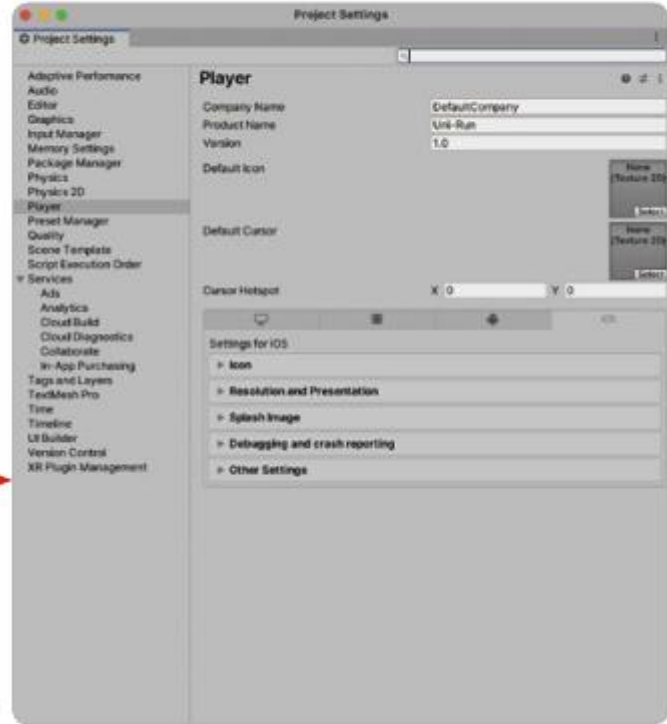 Project Settings
Project Settings
Adaptive Performance
Audio
Editor
Graphics
Input Manager
Memory Settings
Package Manager
Physics
Physics 2D
Player
Preset Manager
Quality
Scene Template
Script Execution Order
Services
Ads
Analytics
Cloud Build
Cloud Diagnostics
Collaborate
In-App Purchasing
Tags and Layers
TextMesh Pro
Time
Timeline
UI Builder
Version Control
XR Plugin Management
Player
Company Name DefaultCompany
Product Name Uni-Run
Version 1.0
Default Icon
None
(Texture 2D)
Select
Default Cursor
None
(Texture 2D)
Select
Cursor Hotspot X 0 Y 0
iOS
Settings for iOS
Icon
Resolution and Presentation
Splash Image
Debugging and crash reporting
Other Settings